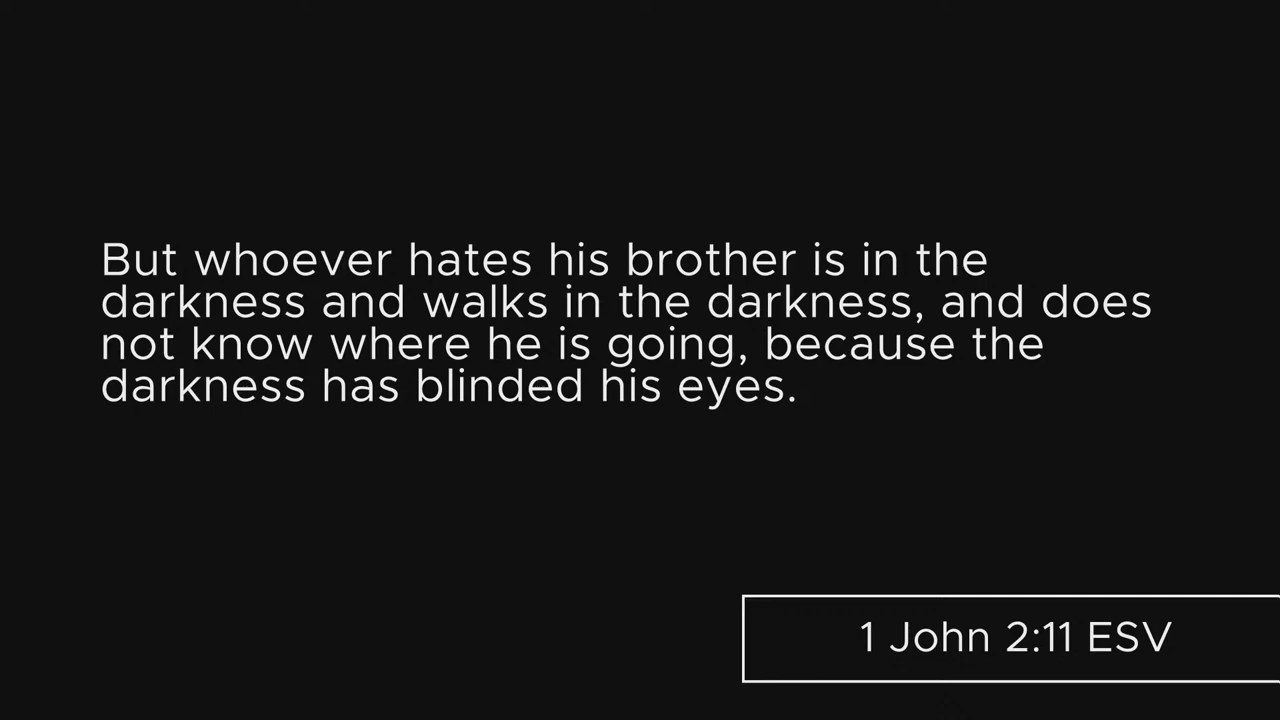 But whoever hates his brother is in the
darkness and walks in the darkness, and does
not know where he is going, because the
darkness has blinded his eyes.
1 John 2:11 ESV